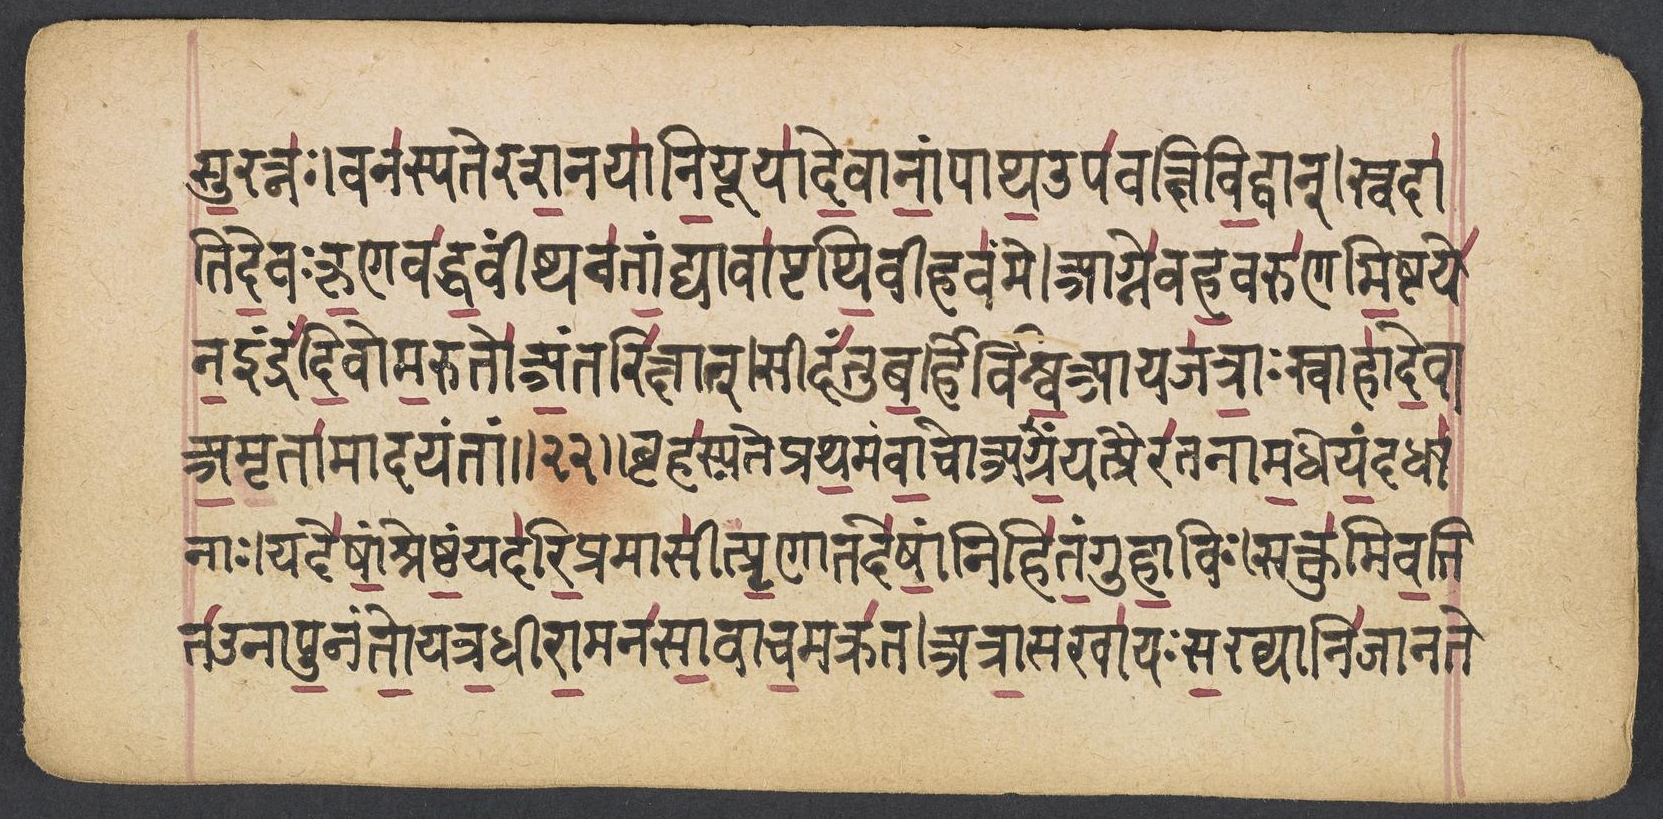 सुरत्नः।वनस्पतेरशनयानियूयादेवानांपाथउपवक्षिविद्वान्।स्वदा
तिदेवःकृणवद्धवींष्यवतांद्यावापृथिवीहवंमे।आग्नेवहवरुणमिष्टये
नइंद्रंदिवोमरुतोअंतरिक्षात्।सीदंतुबर्हिर्विश्वआयजत्राःस्वाहादेवा
अमृतामादयंतां॥२२॥बृहस्पतेप्रथमंवाचोअग्रंयत्प्रैरतनामधेयंदधा
नाः।यदेषांश्रेष्ठंयदरिप्रमासीत्प्रेणातदेषांनिहितंगुहाविः।सक्तुमिवति
तउनापुनंतोयत्रधीरामनसावाचमक्रत।अत्रासखायःसख्यानिजानते